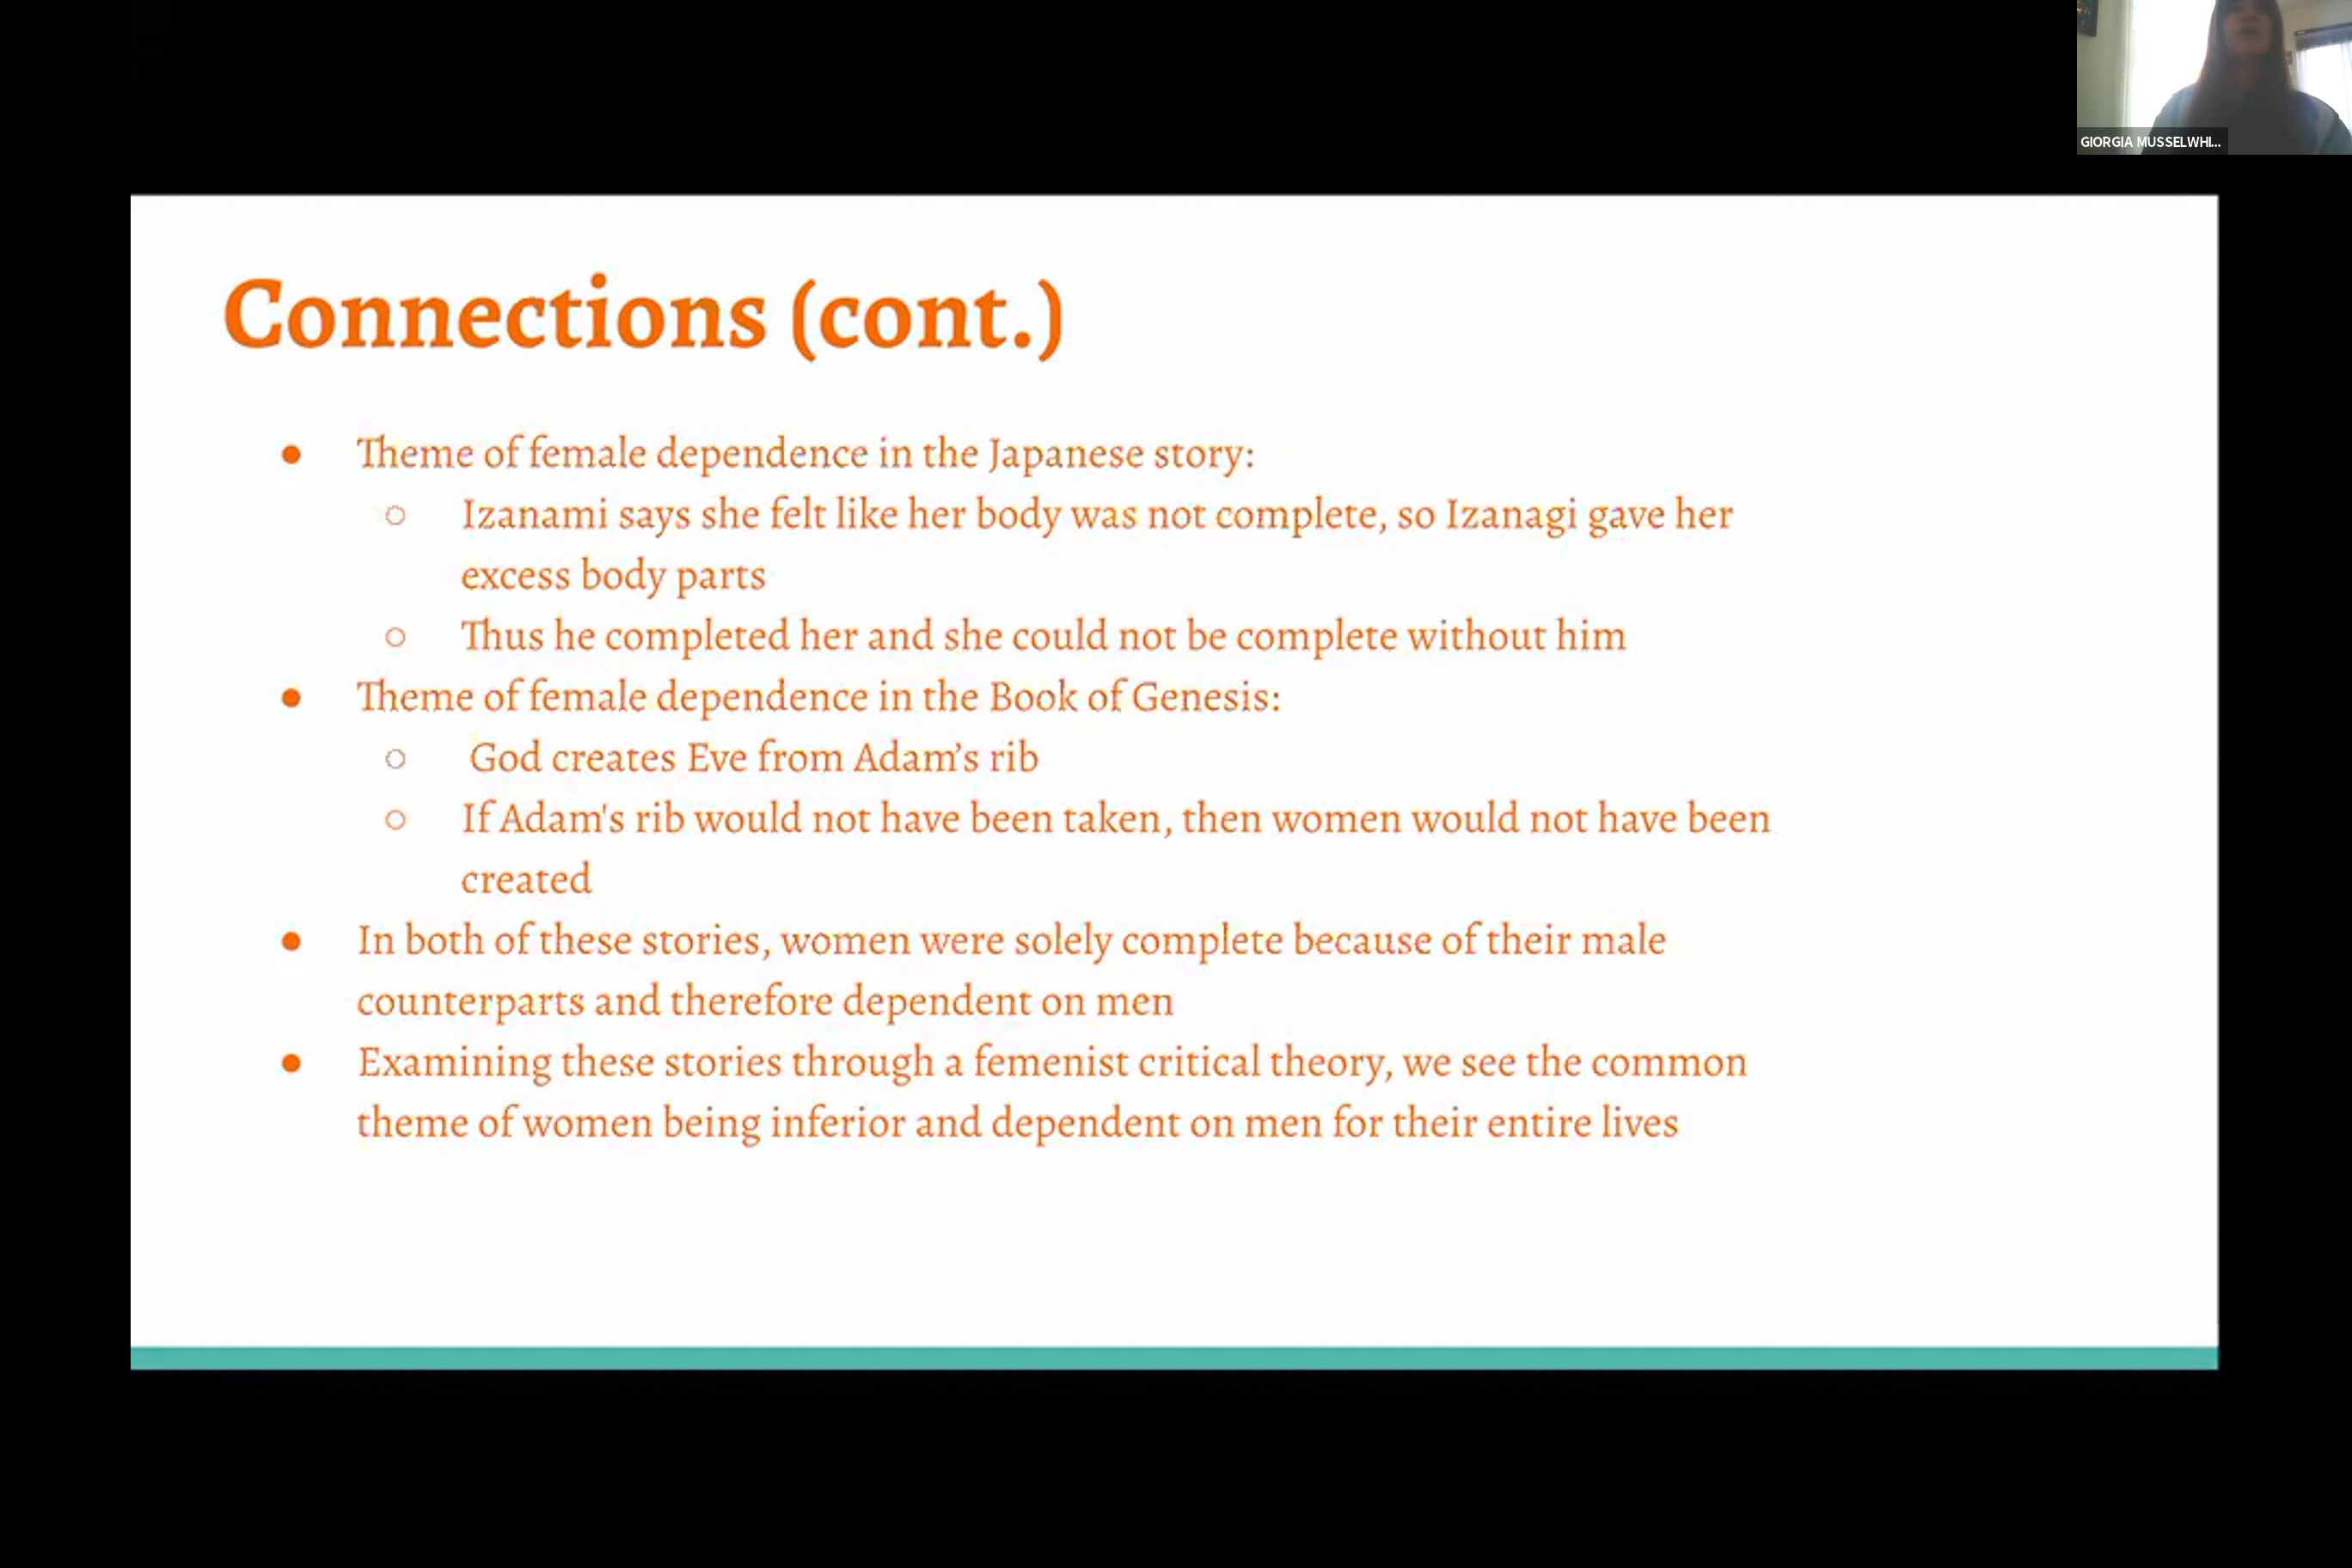 GIORGIA MUSSELWHI...
Connections (cont.)
● Theme of female dependence in the Japanese story:
○ Izanami says she felt like her body was not complete, so Izanagi gave her
excess body parts
○ Thus he completed her and she could not be complete without him
● Theme of female dependence in the Book of Genesis:
○ God creates Eve from Adam’s rib
○ If Adam's rib would not have been taken, then women would not have been
created
● In both of these stories, women were solely complete because of their male
counterparts and therefore dependent on men
● Examining these stories through a femenist critical theory, we see the common
theme of women being inferior and dependent on men for their entire lives